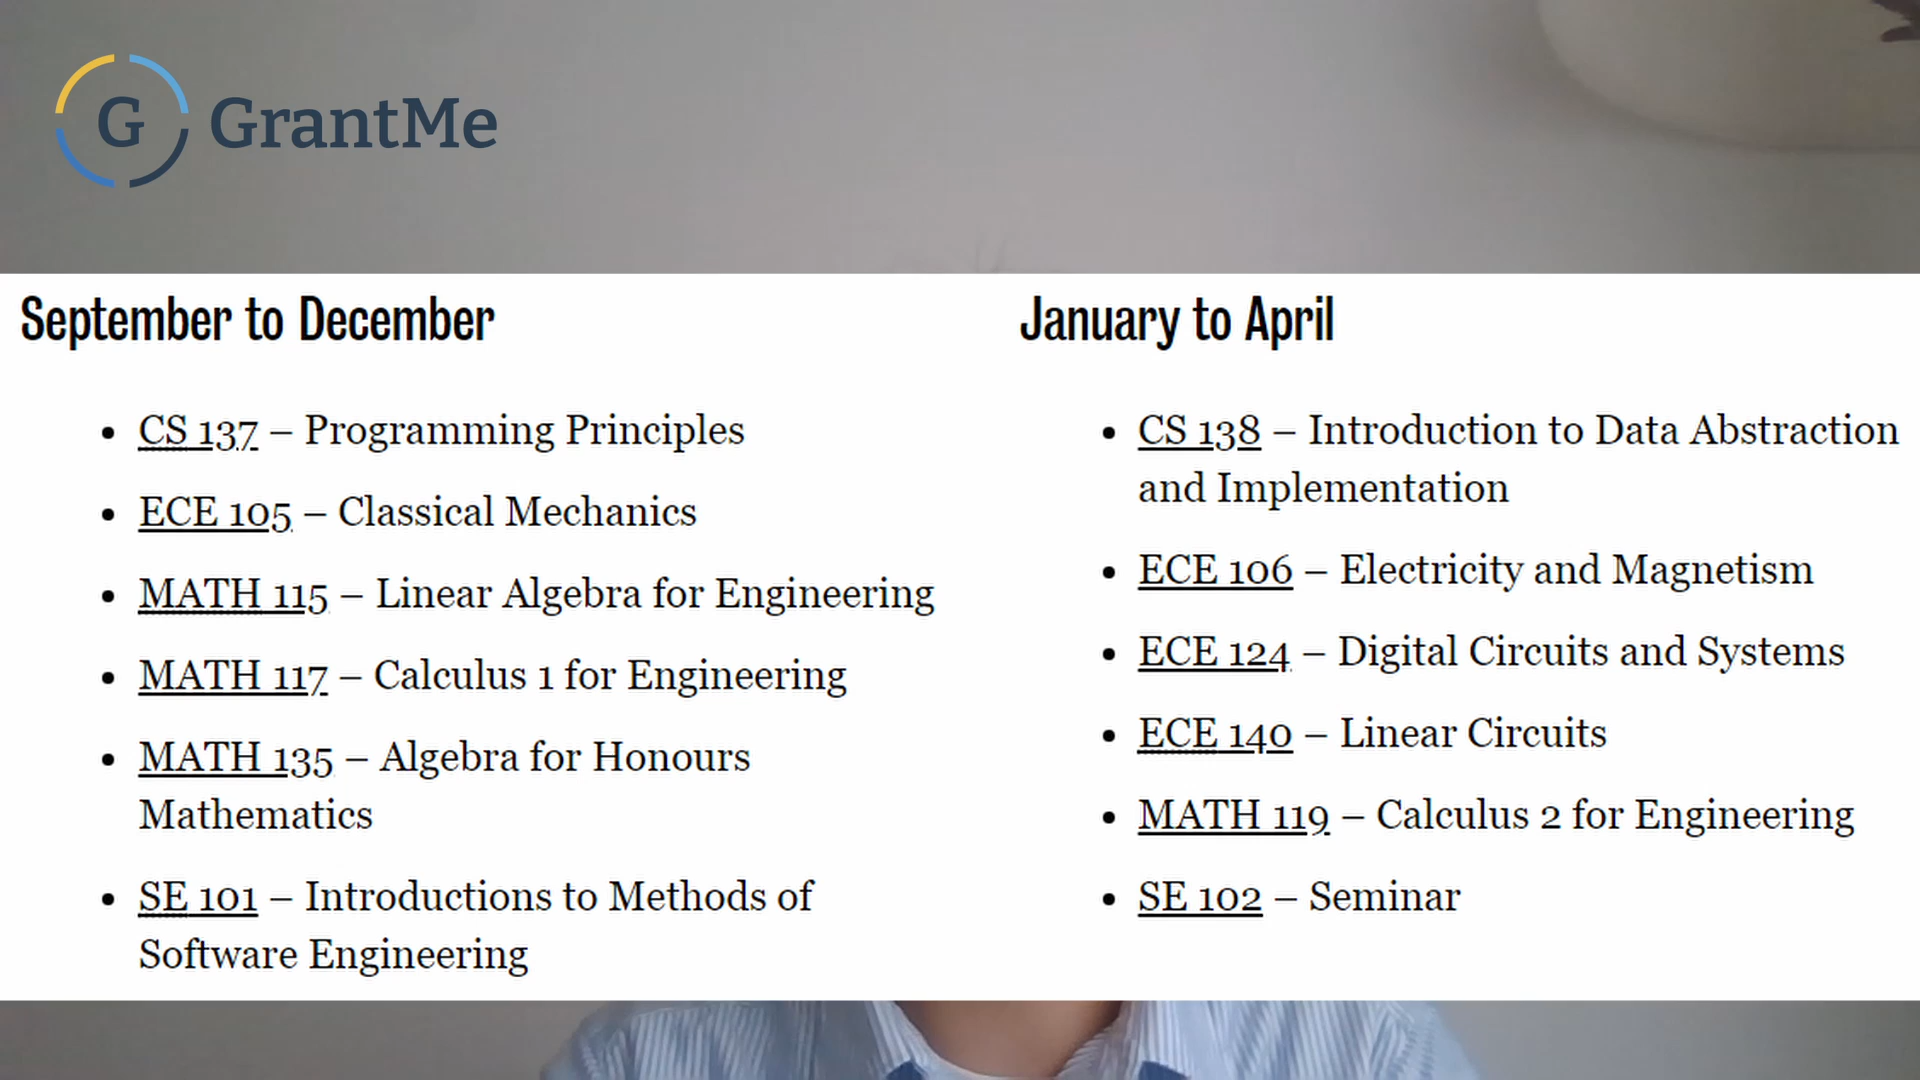 G GrantMe
September to December
• CS 137 – Programming Principles
• ECE 105 – Classical Mechanics
• MATH 115 – Linear Algebra for Engineering
• MATH 117 – Calculus 1 for Engineering
• MATH 135 – Algebra for Honours
Mathematics
• SE 101 – Introductions to Methods of
Software Engineering
January to April
• CS 138 – Introduction to Data Abstraction
and Implementation
• ECE 106 – Electricity and Magnetism
• ECE 124 – Digital Circuits and Systems
• ECE 140 – Linear Circuits
• MATH 119 – Calculus 2 for Engineering
• SE 102 – Seminar